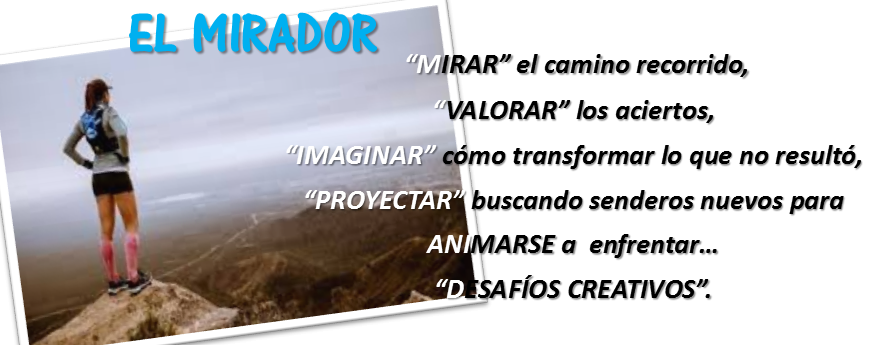 EL MIRADOR
“MIRAR” el camino recorrido,
“VALORAR” los aciertos,
“IMAGINAR” cómo transformar lo que no resultó,
“PROYECTAR” buscando senderos nuevos para
ANIMARSE a  enfrentar...
“DESAFÍOS CREATIVOS”.